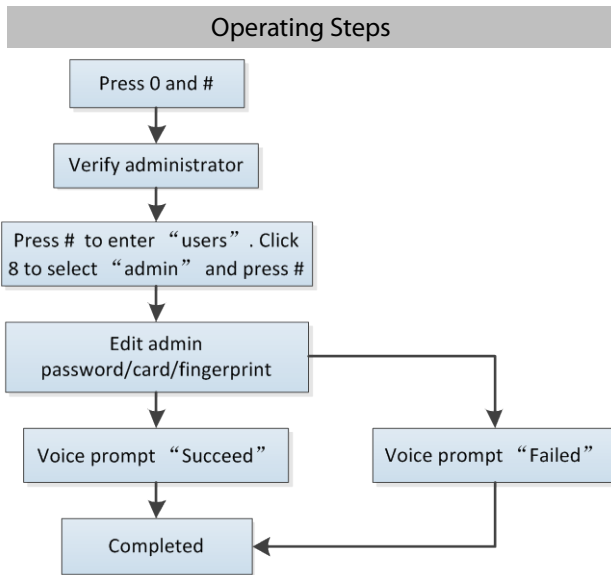 Operating Steps
Press 0 and #
Verify administrator
Press # to enter “users”. Click
8 to select “admin” and press #
Edit admin
password/card/fingerprint
Voice prompt “Succeed”
Voice prompt “Failed”
Completed